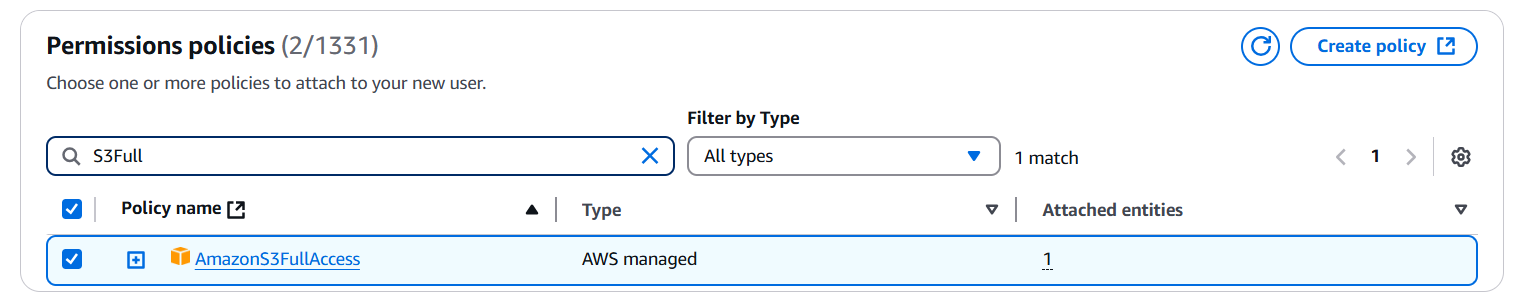 Permissions policies (2/1331)
Create policy
Choose one or more policies to attach to your new user.
Filter by Type
S3Full
All types
1 match
1
Policy name
Type
Attached entities
AmazonS3FullAccess
AWS managed
1